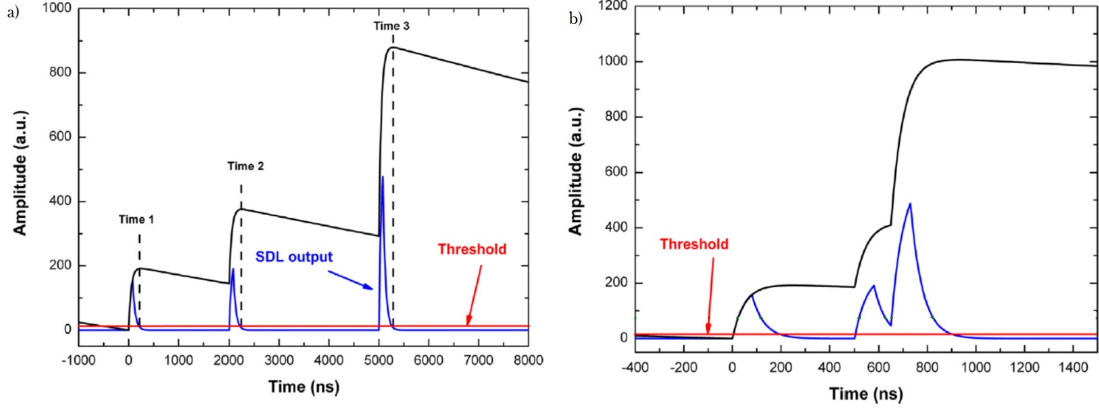 a)
1000
800
600
400
200
0
Amplitude (a.u.)
Time 1
Time 2
Time 3
SDL output
Threshold
-1000 0 1000 2000 3000 4000 5000 6000 7000 8000
Time (ns)
b)
1200
1000
800
600
400
200
0
Amplitude (a.u.)
Threshold
-400 -200 0 200 400 600 800 1000 1200 1400
Time (ns)